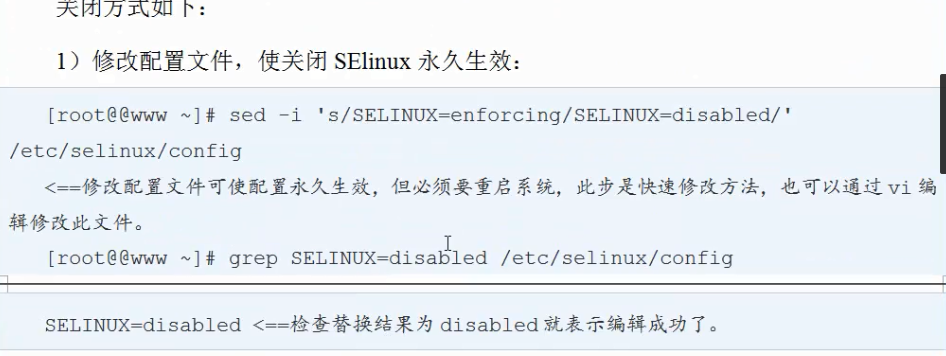 关闭方式如下：
1）修改配置文件，使关闭 SElinux 永久生效：
[root@@www ~]# sed -i 's/SELINUX=enforcing/SELINUX=disabled/'
/etc/selinux/config
<==修改配置文件可使配置永久生效，但必须要重启系统，此步是快速修改方法，也可以通过 vi 编
辑修改此文件。
[root@@www ~]# grep SELINUX=disabled /etc/selinux/config
SELINUX=disabled <==检查替换结果为 disabled 就表示编辑成功了。